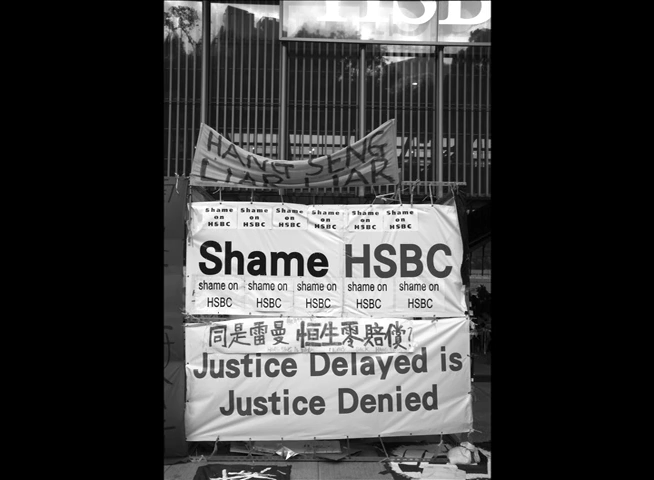 HSB
HANG SENG
LIAR LIAR
Shame on HSBC Shame on HSBC Shame on HSBC Shame on HSBC Shame on HSBC Shame on HSBC
Shame HSBC
shame on HSBC shame on HSBC shame on HSBC shame on HSBC shame on HSBC
同是雷曼 恒生零賠償?
Justice Delayed is
Justice Denied